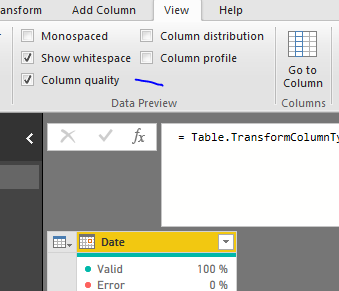 ansform Add Column View Help
Monospaced Column distribution
Show whitespace Column profile
Column quality
Go to
Column
Data Preview Columns
fx = Table.TransformColumnTy
Date
Valid 100 %
Error 0 %